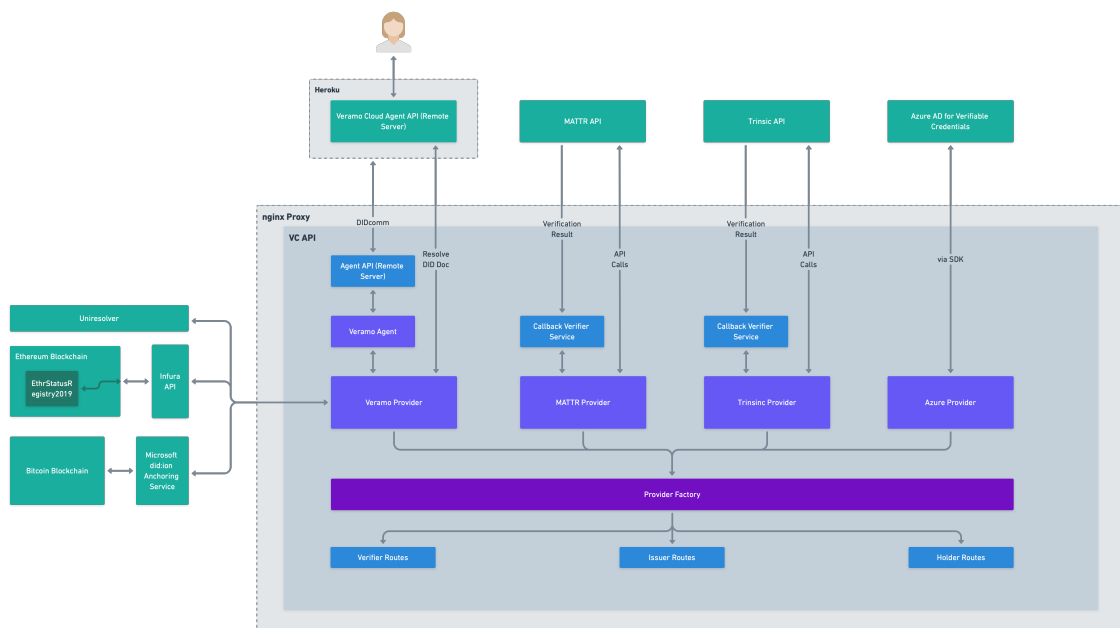 Heroku
Veramo Cloud Agent API (Remote
Server)
MATTR API
Trinsic API
Azure AD for Verifiable
Credentials
nginx Proxy
VC API
DIDcomm
Resolve
DID Doc
Verification
Result
API
Calls
Verification
Result
API
Calls
via SDK
Agent API (Remote
Server)
Veramo Agent
Callback Verifier
Service
Callback Verifier
Service
Uniresolver
Ethereum Blockchain
EthrStatusR
egistry2019
Infura
API
Bitcoin Blockchain
Microsoft
did:ion
Anchoring
Service
Veramo Provider
MATTR Provider
Trinsinc Provider
Azure Provider
Provider Factory
Verifier Routes
Issuer Routes
Holder Routes